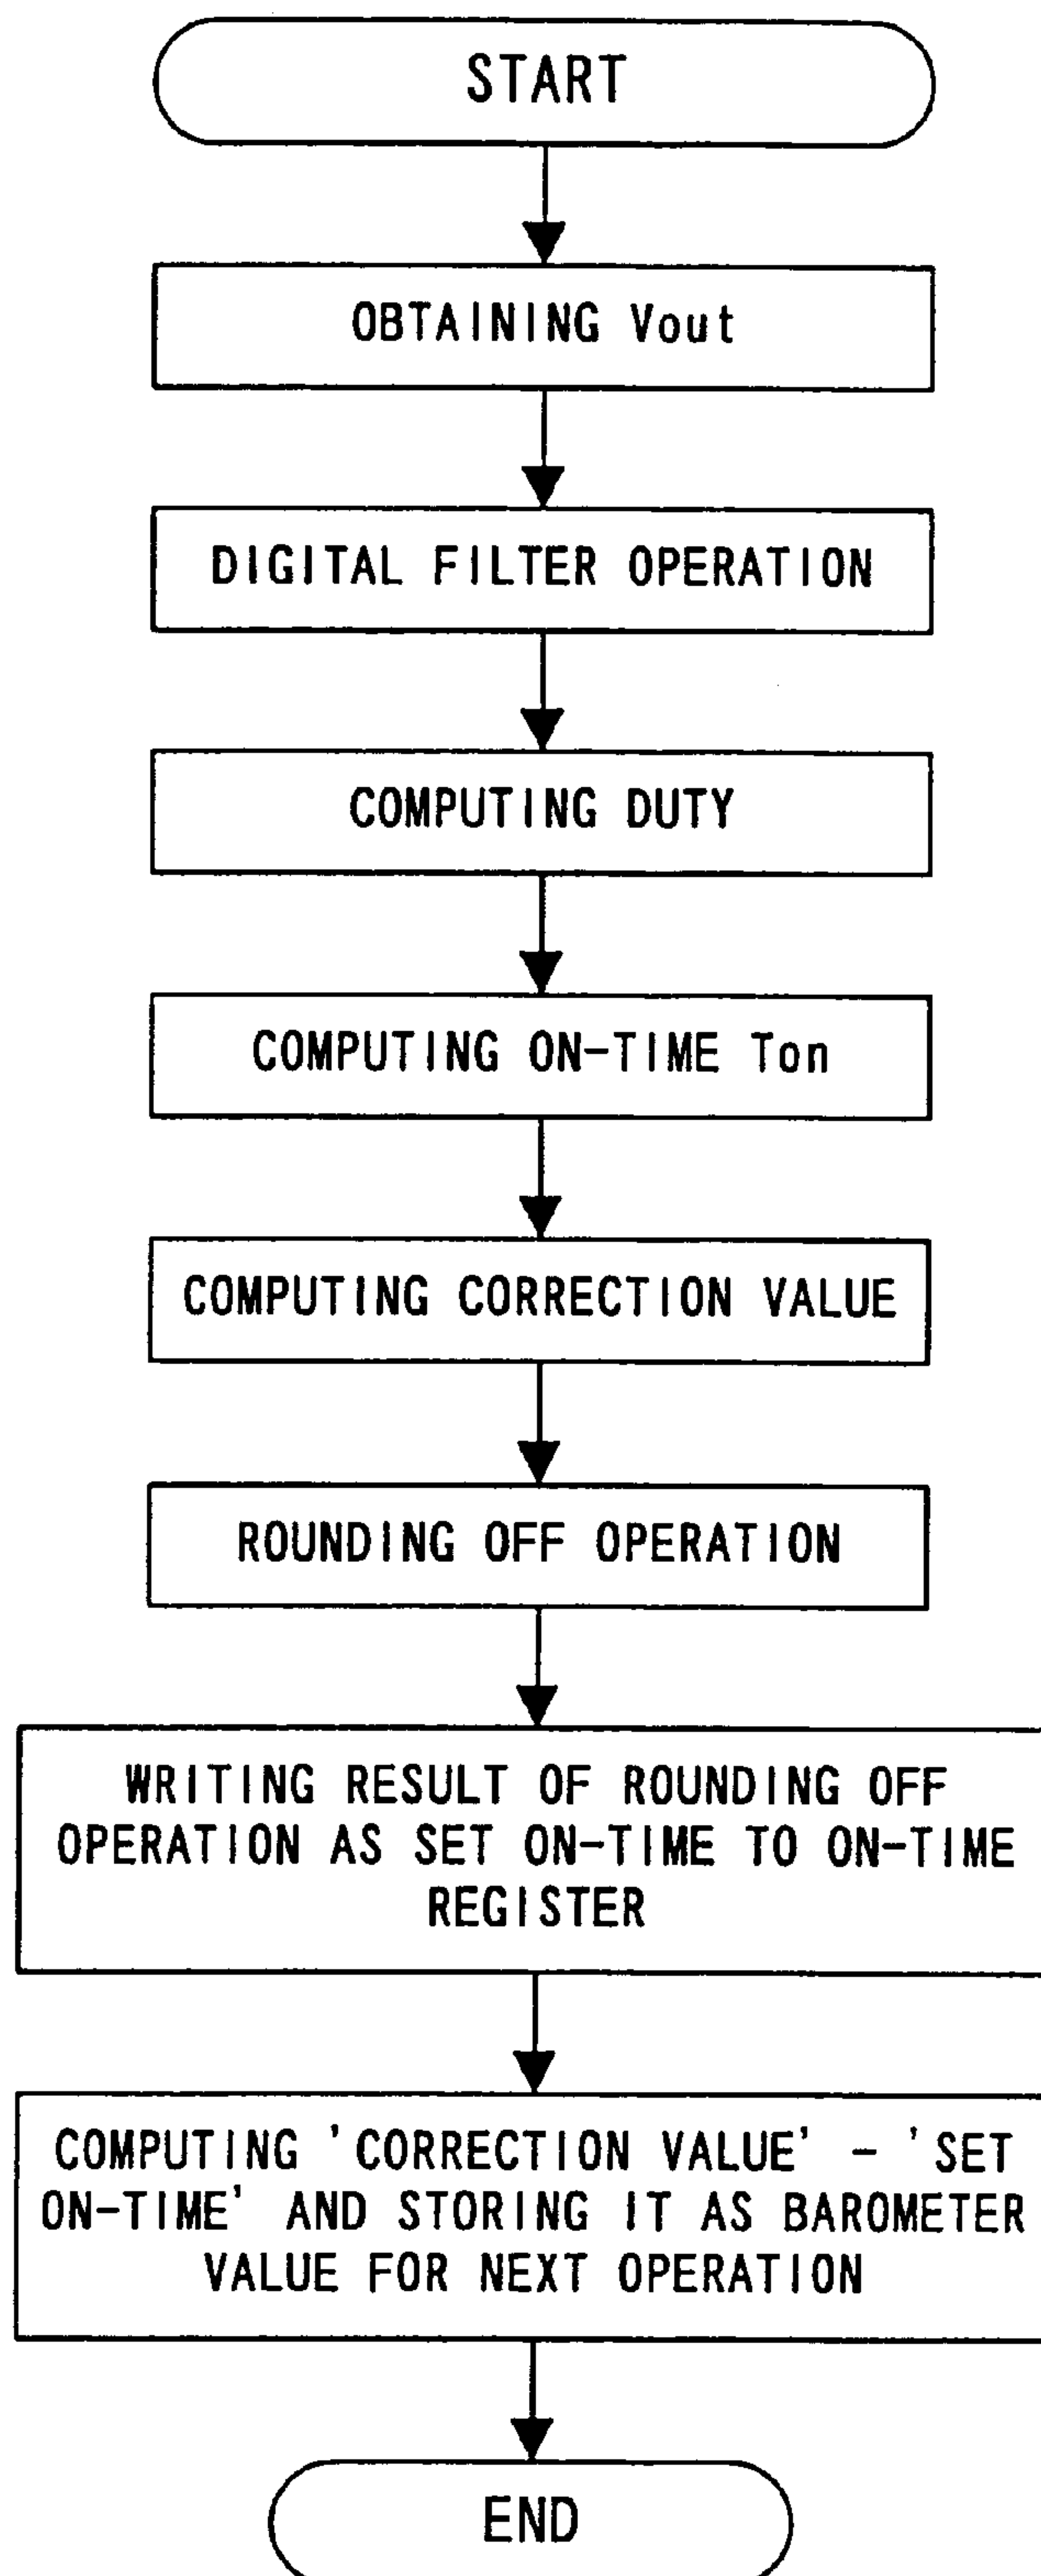 START
OBTAINING Vout
DIGITAL FILTER OPERATION
COMPUTING DUTY
COMPUTING ON-TIME Ton
COMPUTING CORRECTION VALUE
ROUNDING OFF OPERATION
WRITING RESULT OF ROUNDING OFF
OPERATION AS SET ON-TIME TO ON-TIME
REGISTER
COMPUTING 'CORRECTION VALUE' - 'SET
ON-TIME' AND STORING IT AS BAROMETER
VALUE FOR NEXT OPERATION
END